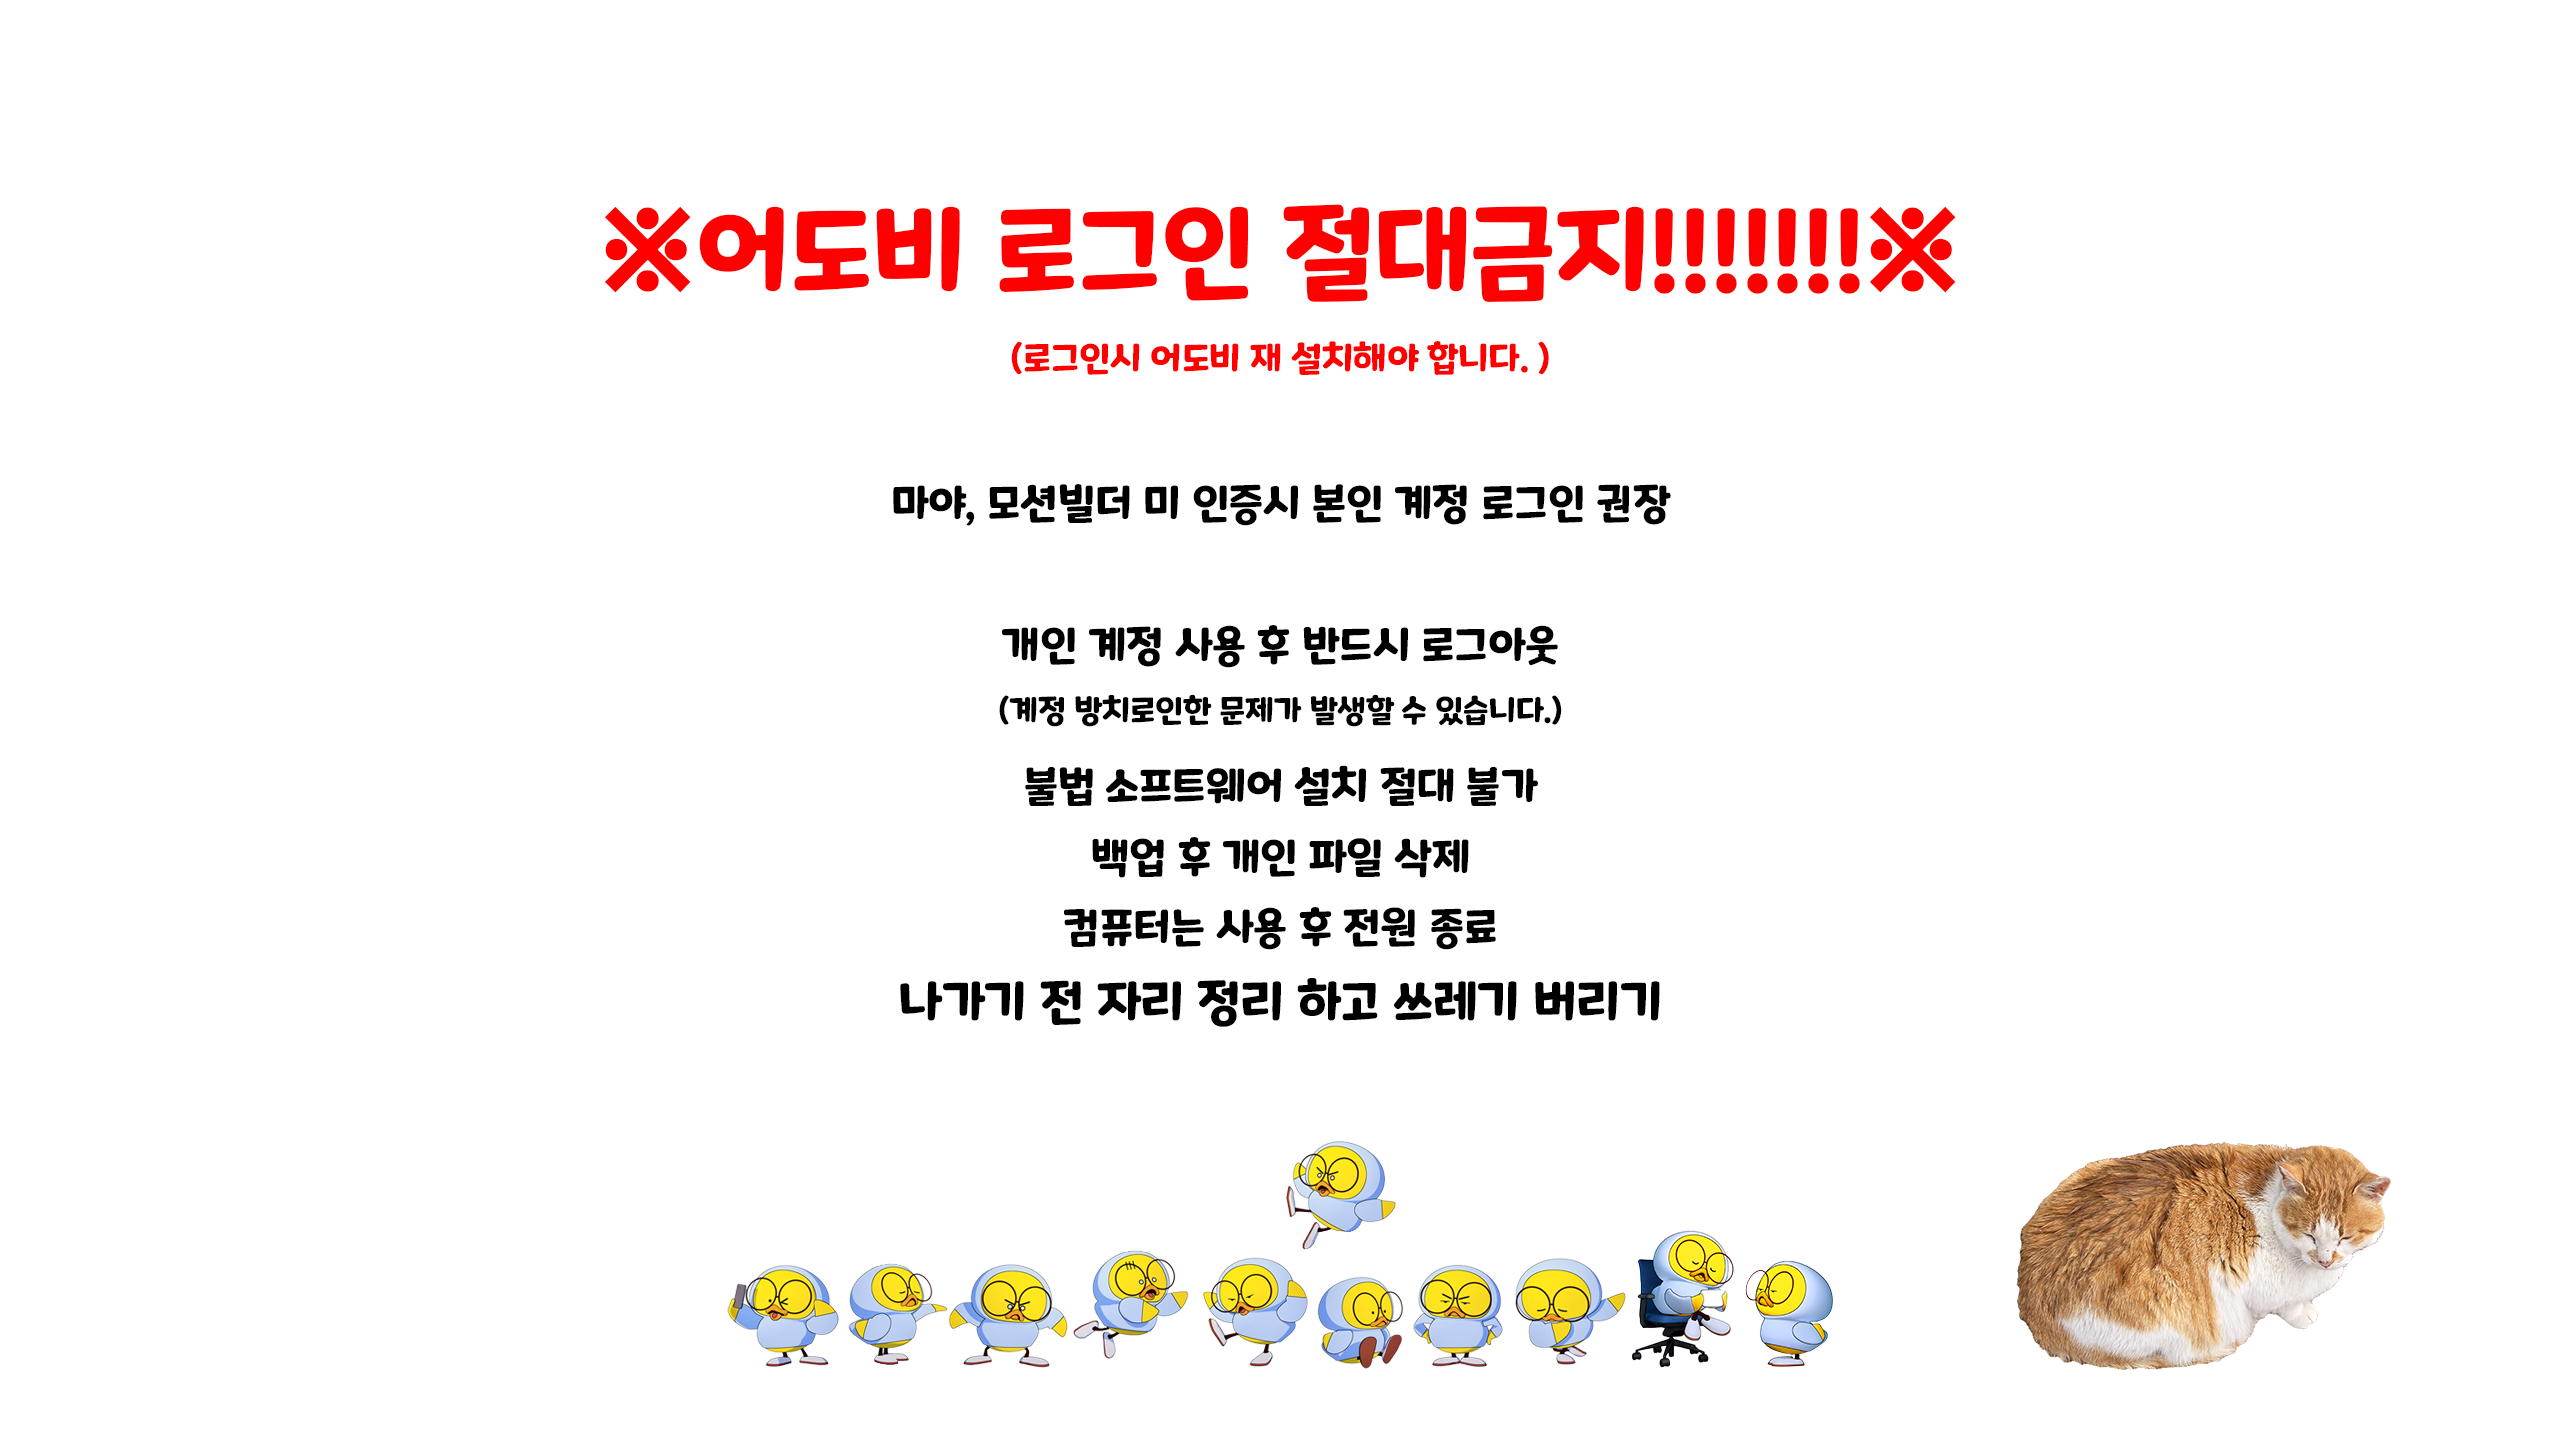 ※어도비 로그인 절대금지!!!!!!!※
(로그인시 어도비 재 설치해야 합니다. )
마야, 모션빌더 미 인증시 본인 계정 로그인 권장
개인 계정 사용 후 반드시 로그아웃
(계정 방치로인한 문제가 발생할 수 있습니다.)
불법 소프트웨어 설치 절대 불가
백업 후 개인 파일 삭제
컴퓨터는 사용 후 전원 종료
나가기 전 자리 정리 하고 쓰레기 버리기